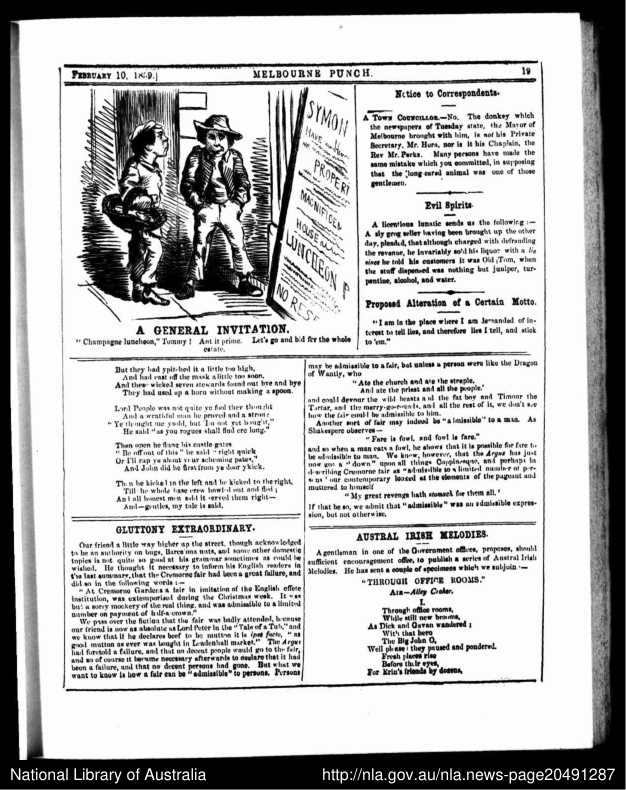 FEBRUARY 10, 1859.]
MELBOURNE PUNCH.
19
SYMON
PROPERT
MAGNIFICEN
HOUSE
LUNCHEON P
NO RESE
A GENERAL INVITATION.
"Champagne luncheon," Tommy! Ant it prime. Let's go and bid for the whole
estate.
Notice to Correspondents.
A TOWN COUNCILLOR.—No. The donkey which
the newspapers of Tuesday state, the Mayor of
Melbourne brought with him, is not his Private
Secretary, Mr. Horn, nor is it his Chaplain, the
Rev Mr. Perks. Many persons have made the
same mistake which you committed, in supposing
that the long eared animal was one of those
gentlemen.
Evil Spirits.
A licentious lunatic sends us the following:—
A sly grog seller having been brought up the other
day, pleaded, that although charged with defrauding
the revenue, he invariably sold his liquor with a lie
since he told his customers it was Old Tom, when
the stuff dispensed was nothing but juniper, tur-
pentine, alcohol, and water.
Proposed Alteration of a Certain Motto.
"I am in the place where I am demanded of in-
terest to tell lies, and therefore lies I tell, and stick
to 'em."
But they had ypitched it a little too high,
And had cast off the mask a little too soon,
And these wicked seven stewards found out bye and bye
They had used up a horn without making a spoon.
Lord People was not quite ye fool they thought
And a wrathful man he proved and a strong
"Ye thought me ysold, but I'm not yet bought,"
He said "as you rogues shall find ere long."
Then open he flung his castle gates
"Be off out of this" he said "right quick
Or I'll rap ye about your scheming pates,"
And John did he first from ye door ykick.
Then he kicked to the left and he kicked to the right,
Till the whole base crew howled out and fled;
And all honest men said it served them right—
And—gentles, my tale is said.
GLUTTONY EXTRAORDINARY.
Our friend a little way higher up the street, though acknowledged
to be an authority on bugs, Barcelona nuts, and some other domestic
topics is not quite so good at his grammar sometimes as could be
wished. He thought it necessary to inform his English readers in
the last summary, that the Cremorne fair had been a great failure, and
did so in the following words:—
"At Cremorne Gardens a fair in imitation of the English effete
institution, was extemporised during the Christmas week. It was
but a sorry mockery of the real thing, and was admissible to a limited
number on payment of half-a-crown."
We pass over the fiction that the fair was badly attended, because
our friend is now as absolute as Lord Peter in the "Tale of a Tub," and
we know that if he declares beef to be mutton it is ipso facto, "as
good mutton as ever was bought in Leadenhall market." The Argus
had foretold a failure, and that no decent people would go to the fair,
and so of course it became necessary afterwards to declare that it had
been a failure, and that no decent persons had gone. But what we
want to know is how a fair can be "admissible" to persons. Persons
may be admissible to a fair, but unless a person were like the Dragon
of Wantly, who
"Ate the church and ate the steeple,
And ate the priest and all the people."
and could devour the wild beasts and the fat boy and Timour the
Tartar, and the merry-go-rounds, and all the rest of it, we don't see
how the fair could be admissible to him.
Another sort of fair may indeed be "admissible" to a man. As
Shakespere observes—
"Fare is fowl, and fowl is fare."
and so when a man eats a fowl, he shows that it is possible for fare to
be admissible to man. We know, however, that the Argus has just
now got a "down" upon all things Coppinesque, and perhaps in
describing Cremorne fair as "admissible to a limited number of per-
sons" our contemporary looked at the elements of the pageant and
muttered to himself
"My great revenge hath stomach for them all."
If that be so, we admit that "admissible" was an admissible expres-
sion, but not otherwise.
AUSTRAL IRISH MELODIES.
A gentleman in one of the Government offices, proposes, should
sufficient encouragement offer, to publish a series of Austral Irish
Melodies. He has sent a couple of specimens which we subjoin:—
"THROUGH OFFICE ROOMS."
AIR—Alley Croker.
I.
Through office rooms,
While still new brooms,
As Dick and Gavan wandered;
With that hero
The Big John O,
Well please! they paused and pondered.
Fresh places rise
Before their eyes,
For Erin's friends by dozens,
National Library of Australia
http://nla.gov.au/nla.news-page20491287